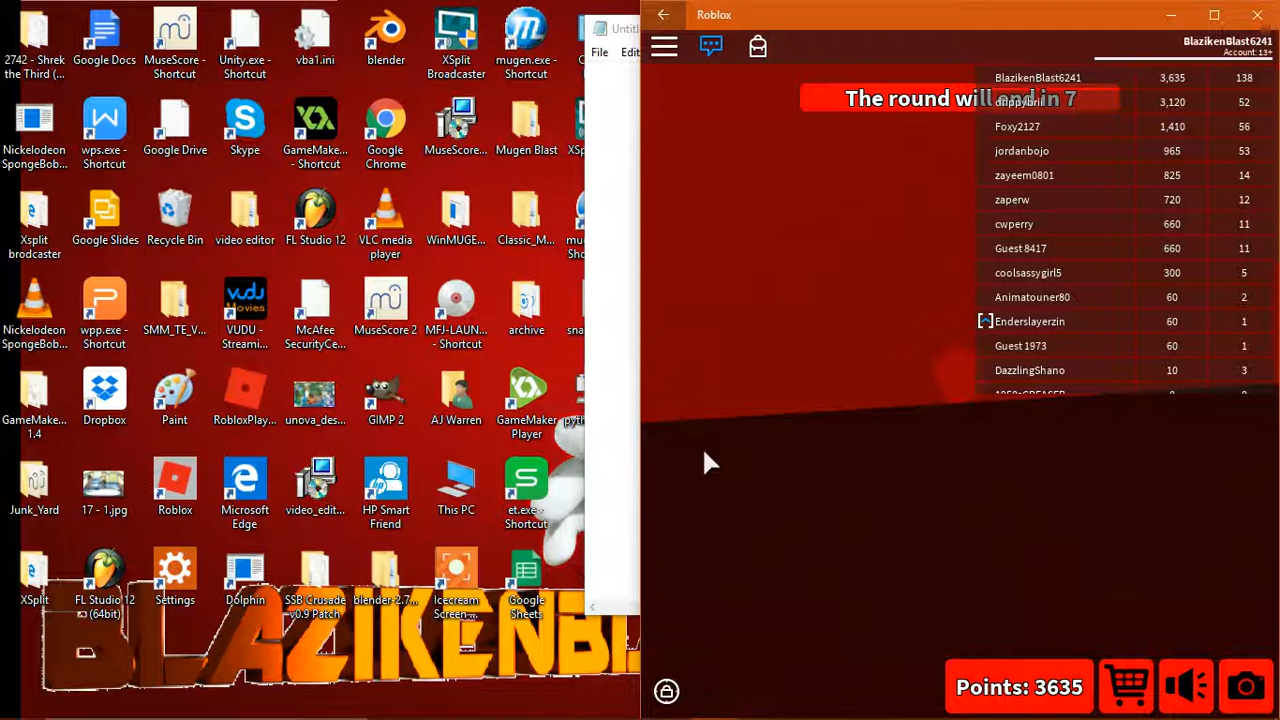 2742 - Shrek the Third (...
Google Docs
MuseScore - Shortcut
Unity.exe - Shortcut
vba1.ini
blender
XSplit Broadcaster
mugen.exe - Shortcut
Nickelodeon SpongeBob...
wps.exe - Shortcut
Google Drive
Skype
GameMake... - Shortcut
Google Chrome
MuseScore...
Mugen Blast
Xsplit brodcaster
Google Slides
Recycle Bin
video editor
FL Studio 12
VLC media player
WinMUGE...
Classic_M...
Nickelodeon SpongeBob...
wpp.exe - Shortcut
SMM_TE_V...
VUDU - Streami...
McAfee SecurityCe...
MuseScore 2
MFJ-LAUN... - Shortcut
archive
GameMake... 1.4
Dropbox
Paint
RobloxPlay...
unova_des...
GIMP 2
AJ Warren
GameMaker Player
Junk_Yard
17 - 1.jpg
Roblox
Microsoft Edge
video_edit...
HP Smart Friend
This PC
et.exe - Shortcut
XSplit
FL Studio 12 (64bit)
Settings
Dolphin
SSB Crusade v0.9 Patch
blender-2.7...
Icecream Screen ...
Google Sheets
vudu
Movies
BLAZIKENBL
Untitl
File Edit
Roblox
BlazikenBlast6241
Account: 13+
The round will end in 7
BlazikenBlast6241 3,635 138
3,120 52
Foxy2127 1,410 56
jordanbojo 965 53
zayeem0801 825 14
zaperw 720 12
cwperry 660 11
Guest 8417 660 11
coolsassygirl5 300 5
Animatouner80 60 2
Enderslayerzin 60 1
Guest 1973 60 1
DazzlingShano 10 3
Points: 3635